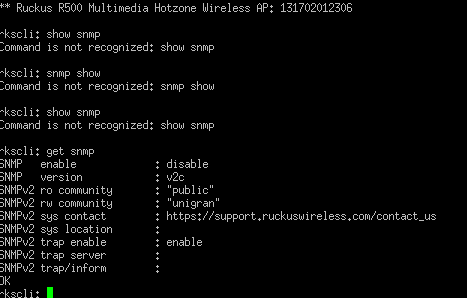 ** Ruckus R500 Multimedia Hotzone Wireless AP: 131702012306
rkscli: show snmp
Command is not recognized: show snmp
rkscli: snmp show
Command is not recognized: snmp show
rkscli: show snmp
Command is not recognized: show snmp
rkscli: get snmp
SNMP   enable        : disable
SNMP   version       : v2c
SNMPv2 ro community  : "public"
SNMPv2 rw community  : "unigran"
SNMPv2 sys contact   : https://support.ruckuswireless.com/contact_us
SNMPv2 sys location  :
SNMPv2 trap enable   : enable
SNMPv2 trap server   :
SNMPv2 trap/inform   :
OK
rkscli: